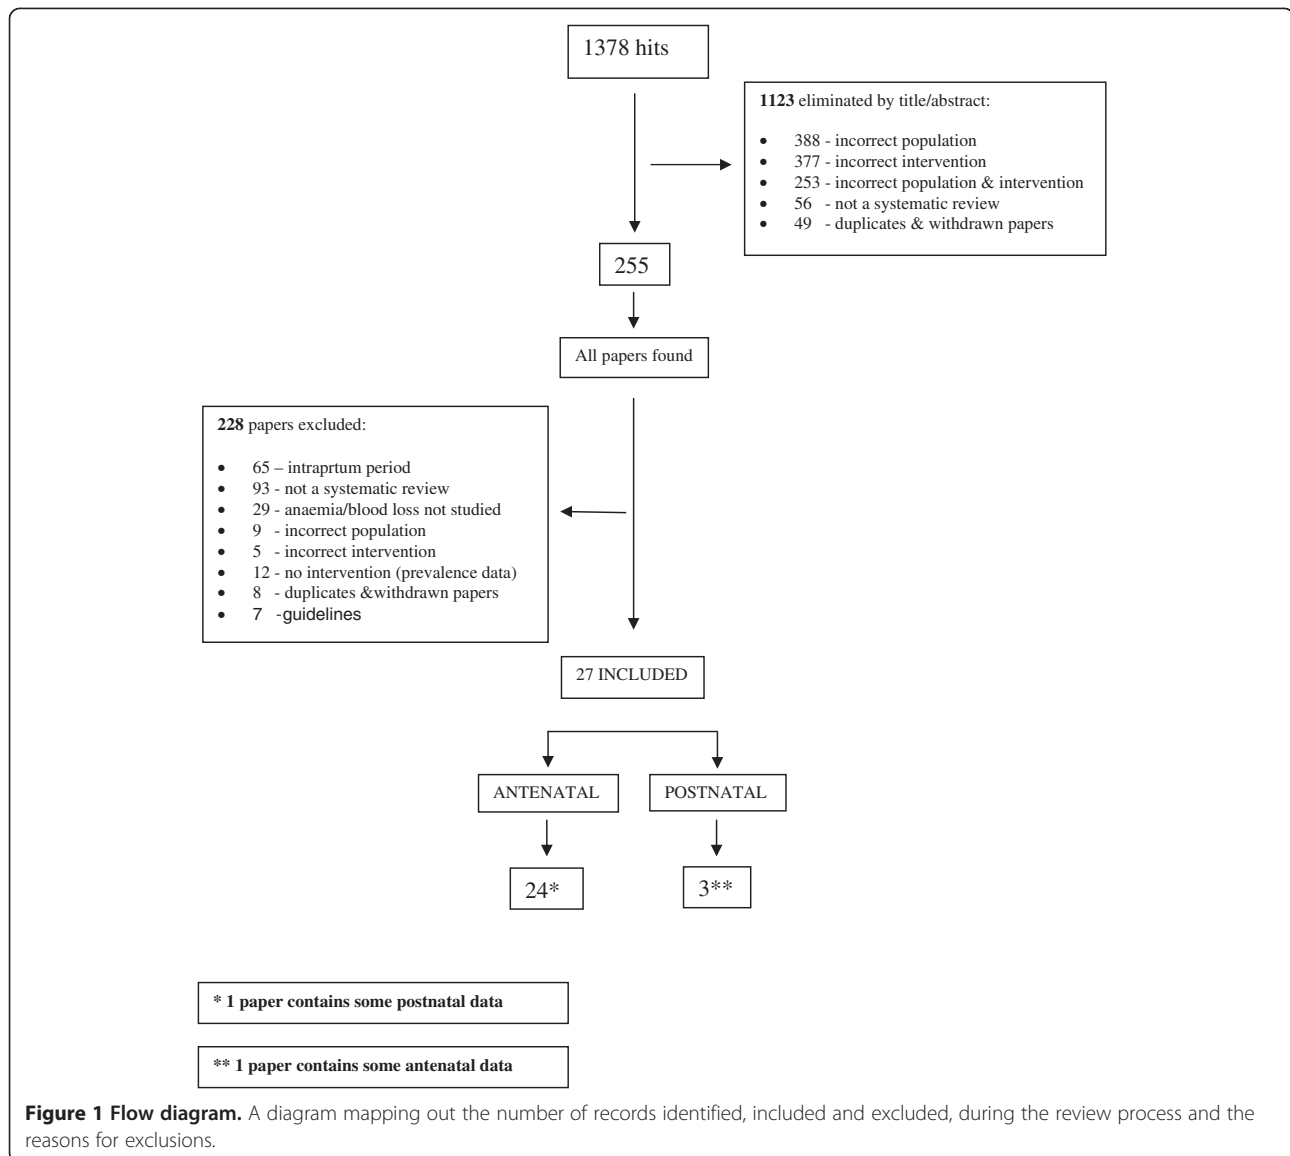 1378 hits
1123 eliminated by title/abstract:
• 388 - incorrect population
• 377 - incorrect intervention
• 253 - incorrect population & intervention
• 56 - not a systematic review
• 49 - duplicates & withdrawn papers
255
All papers found
228 papers excluded:
• 65 – intraprtum period
• 93 - not a systematic review
• 29 - anaemia/blood loss not studied
• 9 - incorrect population
• 5 - incorrect intervention
• 12 - no intervention (prevalence data)
• 8 - duplicates &withdrawn papers
• 7 -guidelines
27 INCLUDED
ANTENATAL
POSTNATAL
24*
3**
* 1 paper contains some postnatal data
** 1 paper contains some antenatal data
Figure 1 Flow diagram. A diagram mapping out the number of records identified, included and excluded, during the review process and the
reasons for exclusions.